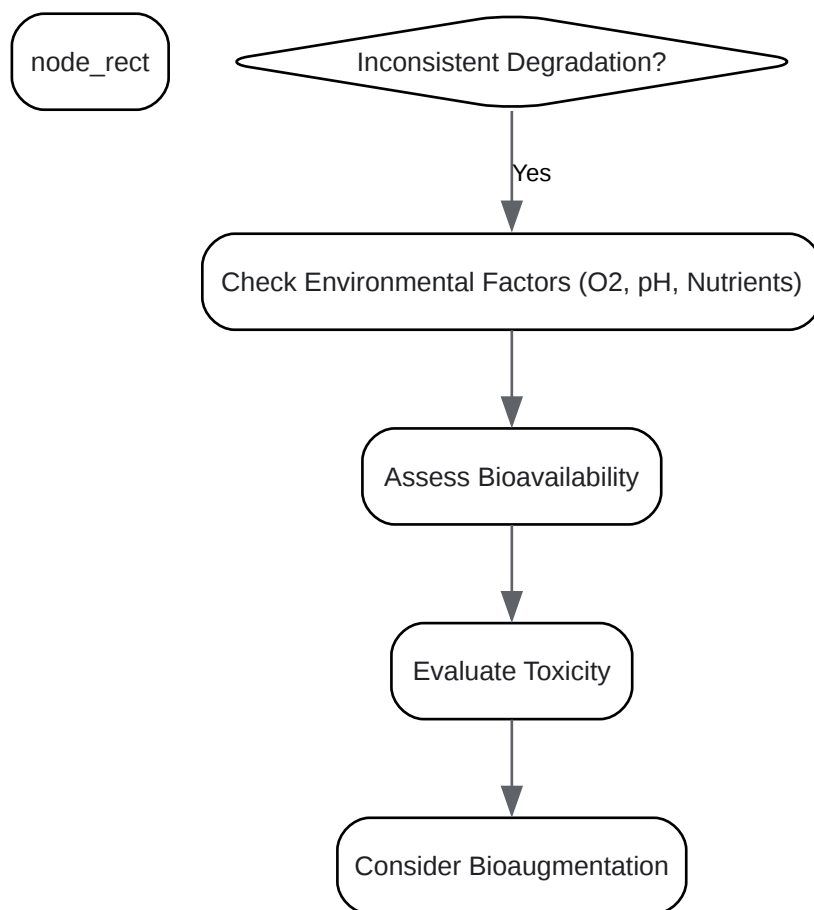 node_rect
Inconsistent Degradation?
Yes
Check Environmental Factors (O2, pH, Nutrients)
Assess Bioavailability
Evaluate Toxicity
Consider Bioaugmentation